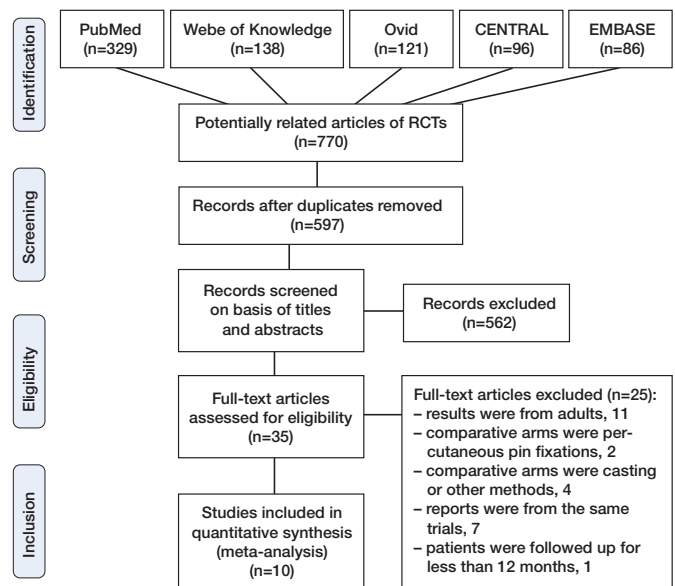 Identification
PubMed
(n=329)
Webe of Knowledge
(n=138)
Ovid
(n=121)
CENTRAL
(n=96)
EMBASE
(n=86)
Potentially related articles of RCTs
(n=770)
Screening
Records after duplicates removed
(n=597)
Records screened
on basis of titles
and abstracts
Records excluded
(n=562)
Eligibility
Full-text articles
assessed for eligibility
(n=35)
Full-text articles excluded (n=25):
– results were from adults, 11
– comparative arms were per-
cutaneous pin fixations, 2
– comparative arms were casting
or other methods, 4
– reports were from the same
trials, 7
– patients were followed up for
less than 12 months, 1
Inclusion
Studies included in
quantitative synthesis
(meta-analysis)
(n=10)